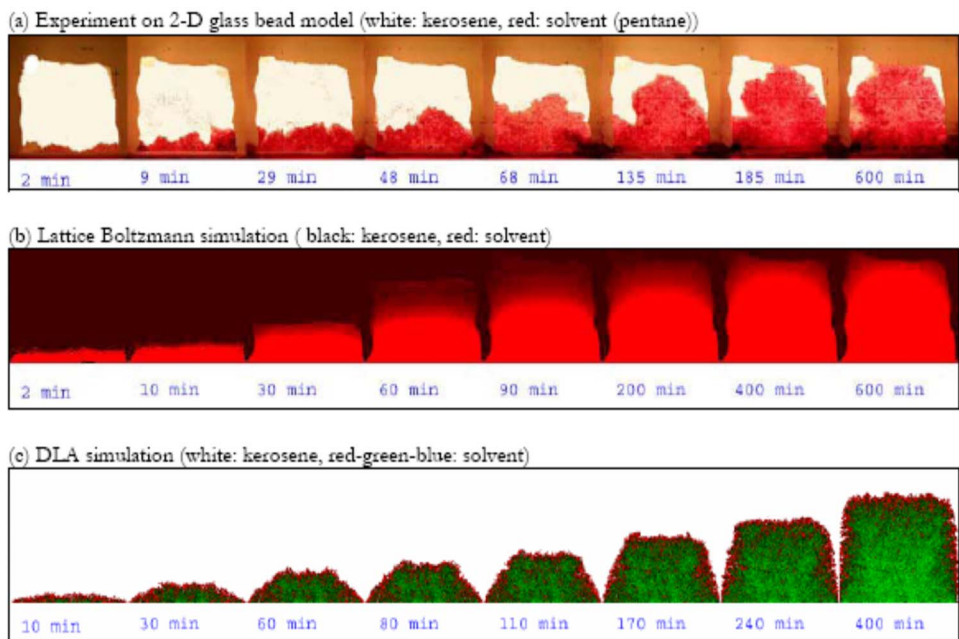 (a) Experiment on 2-D glass bead model (white: kerosene, red: solvent (pentane))
2 min 9 min 29 min 48 min 68 min 135 min 185 min 600 min
(b) Lattice Boltzmann simulation ( black: kerosene, red: solvent)
2 min 10 min 30 min 60 min 90 min 200 min 400 min 600 min
(c) DLA simulation (white: kerosene, red-green-blue: solvent)
10 min 30 min 60 min 80 min 110 min 170 min 240 min 400 min